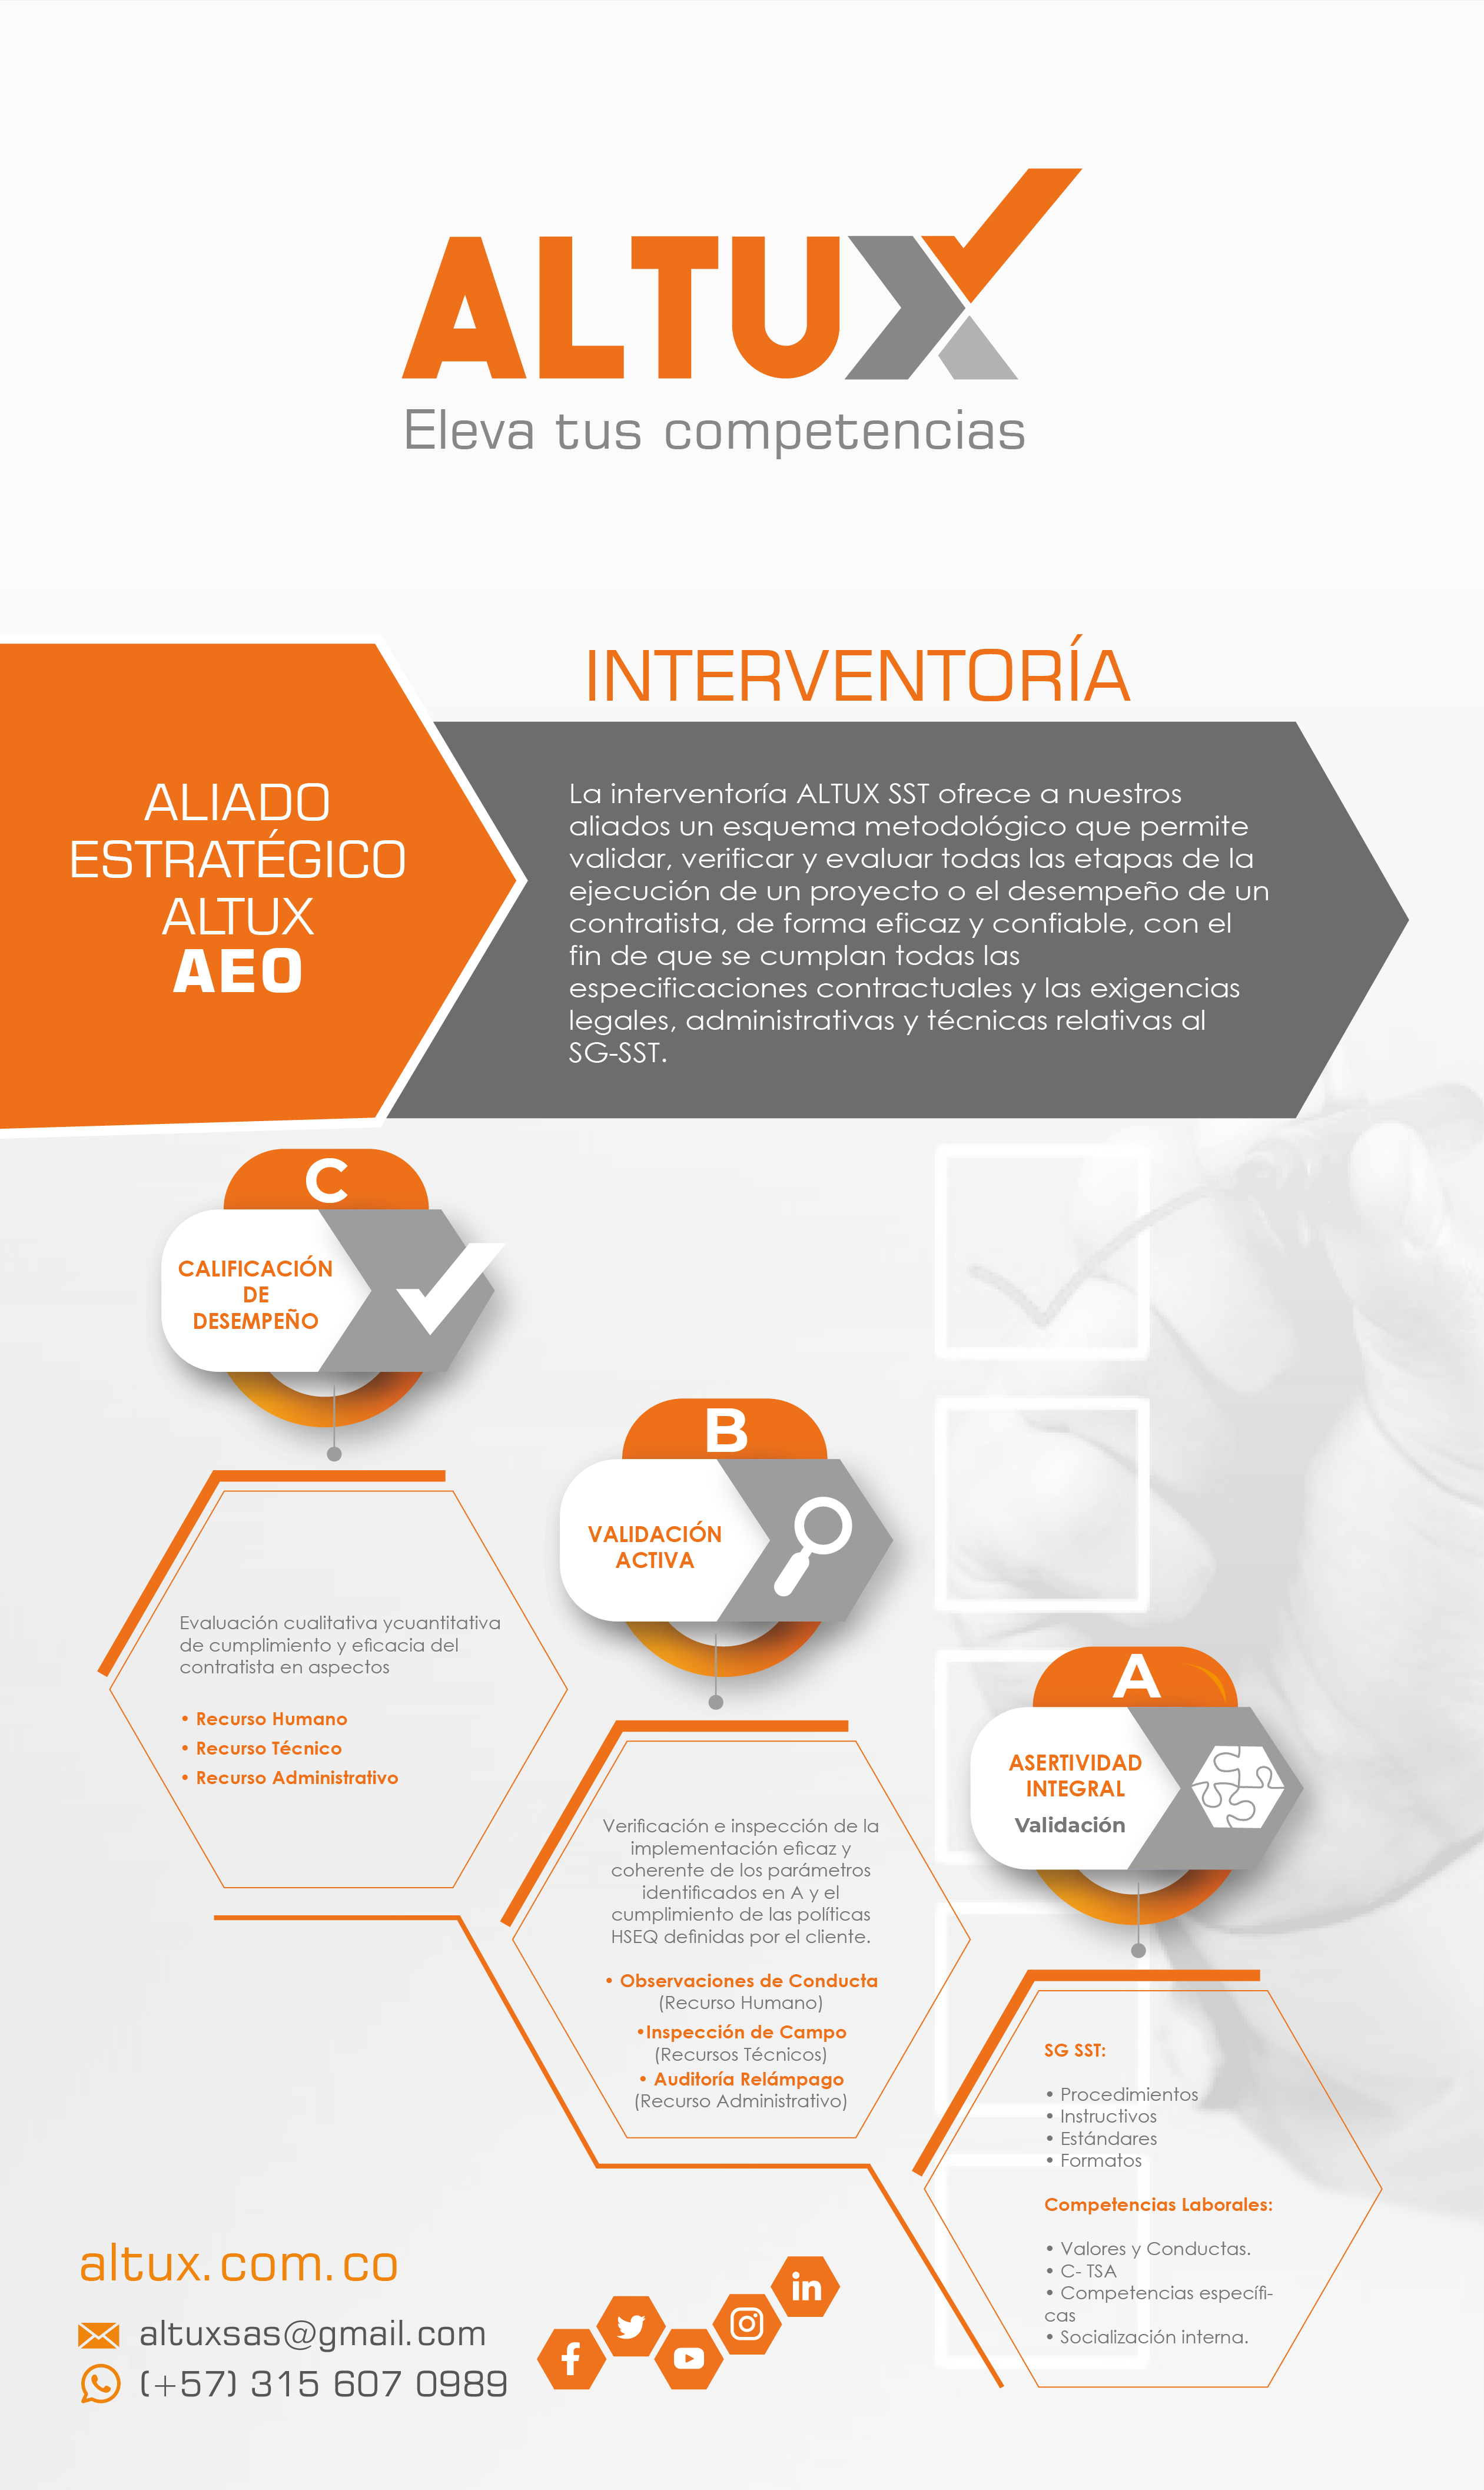 ALTUX
Eleva tus competencias
INTERVENTORÍA
ALIADO
ESTRATÉGICO
ALTUX
AEO
La interventoría ALTUX SST ofrece a nuestros
aliados un esquema metodológico que permite
validar, verificar y evaluar todas las etapas de la
ejecución de un proyecto o el desempeño de un
contratista, de forma eficaz y confiable, con el
fin de que se cumplan todas las
especificaciones contractuales y las exigencias
legales, administrativas y técnicas relativas al
SG-SST.
C
CALIFICACIÓN
DE
DESEMPEÑO
Evaluación cualitativa ycuantitativa
de cumplimiento y eficacia del
contratista en aspectos
• Recurso Humano
• Recurso Técnico
• Recurso Administrativo
B
VALIDACIÓN
ACTIVA
Verificación e inspección de la
implementación eficaz y
coherente de los parámetros
identificados en A y el
cumplimiento de las políticas
HSEQ definidas por el cliente.
• Observaciones de Conducta
(Recurso Humano)
•Inspección de Campo
(Recursos Técnicos)
• Auditoría Relámpago
(Recurso Administrativo)
A
ASERTIVIDAD
INTEGRAL
Validación
SG SST:
• Procedimientos
• Instructivos
• Estándares
• Formatos
Competencias Laborales:
• Valores y Conductas.
• C- TSA
• Competencias específi-
cas
• Socialización interna.
altux.com.co
altuxsas@gmail.com
(+57) 315 607 0989
f
in